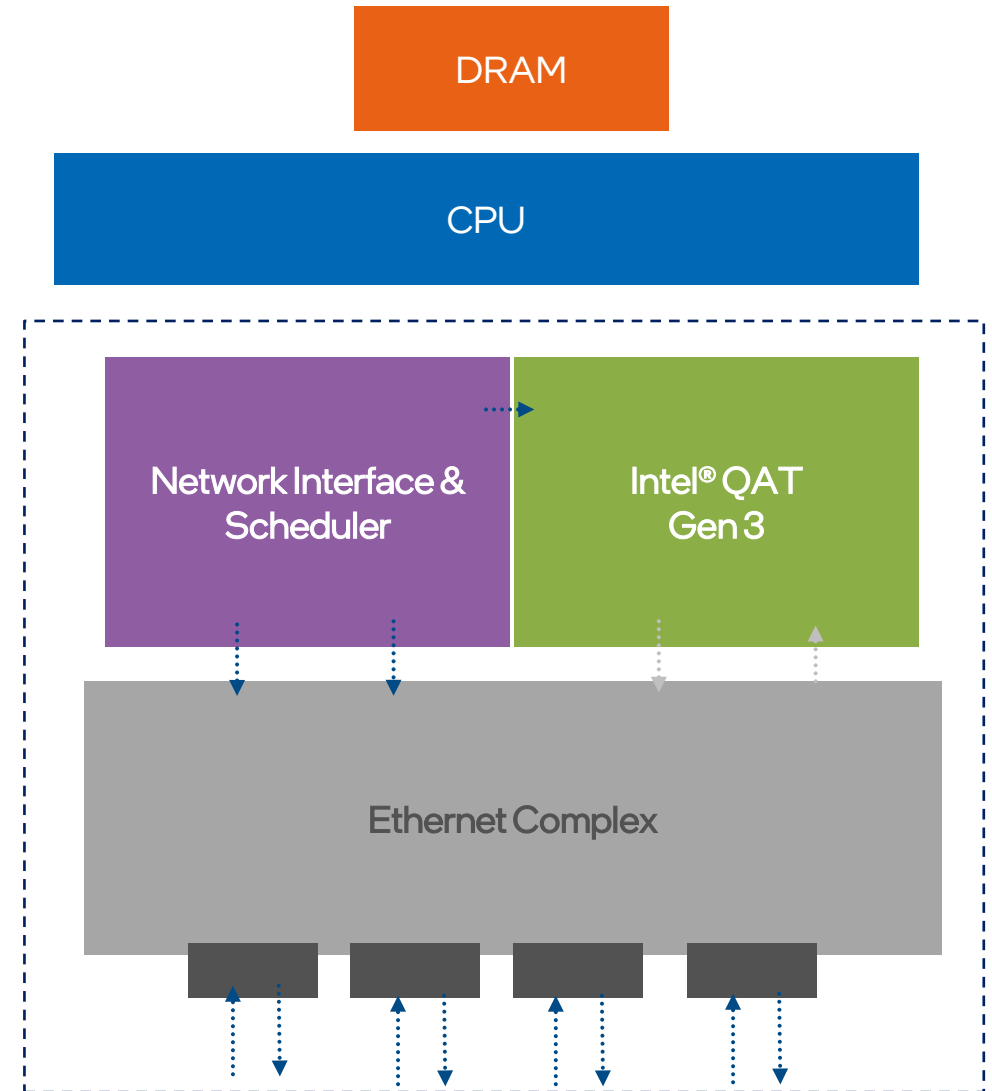 DRAM
CPU
Network Interface &
Scheduler
Intel® QAT
Gen 3
Ethernet Complex